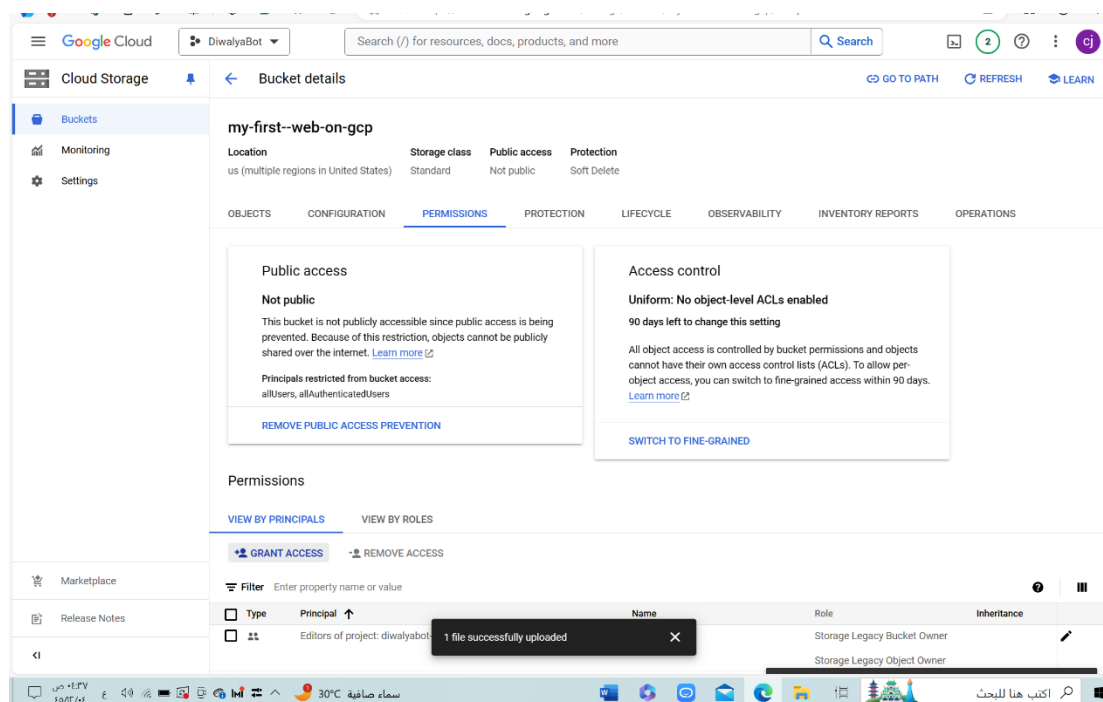 Google Cloud
DiwalyaBot
Search (/) for resources, docs, products, and more
Search
2
cj
Cloud Storage
Bucket details
GO TO PATH
REFRESH
LEARN
Buckets
Monitoring
Settings
my-first--web-on-gcp
Location Storage class Public access Protection
us (multiple regions in United States) Standard Not public Soft Delete
OBJECTS CONFIGURATION PERMISSIONS PROTECTION LIFECYCLE OBSERVABILITY INVENTORY REPORTS OPERATIONS
Public access
Not public
This bucket is not publicly accessible since public access is being
prevented. Because of this restriction, objects cannot be publicly
shared over the internet. Learn more
Principals restricted from bucket access:
allUsers, allAuthenticatedUsers
REMOVE PUBLIC ACCESS PREVENTION
Access control
Uniform: No object-level ACLs enabled
90 days left to change this setting
All object access is controlled by bucket permissions and objects
cannot have their own access control lists (ACLs). To allow per-
object access, you can switch to fine-grained access within 90 days.
Learn more
SWITCH TO FINE-GRAINED
Permissions
VIEW BY PRINCIPALS VIEW BY ROLES
GRANT ACCESS REMOVE ACCESS
Filter Enter property name or value
Type Principal Name Role Inheritance
Editors of project: diwalyabot- Storage Legacy Bucket Owner
Storage Legacy Object Owner
1 file successfully uploaded
Marketplace
Release Notes
30°C سماء صافية
اكتب هنا للبحث
ع